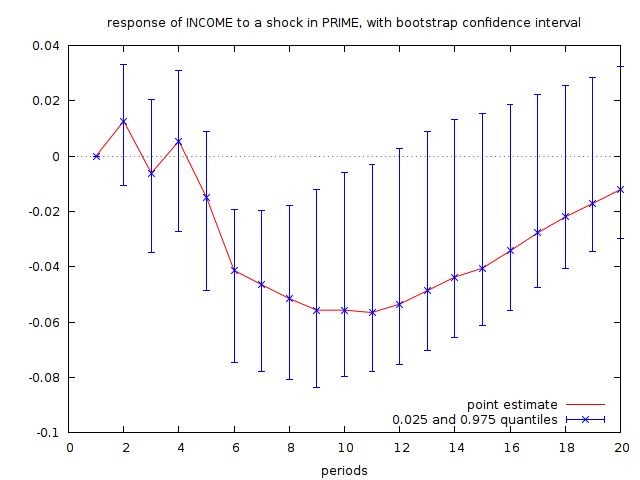 response of INCOME to a shock in PRIME, with bootstrap confidence interval
0.04
0.02
0
-0.02
-0.04
-0.06
-0.08
-0.1
point estimate
0.025 and 0.975 quantiles
0 2 4 6 8 10 12 14 16 18 20
periods